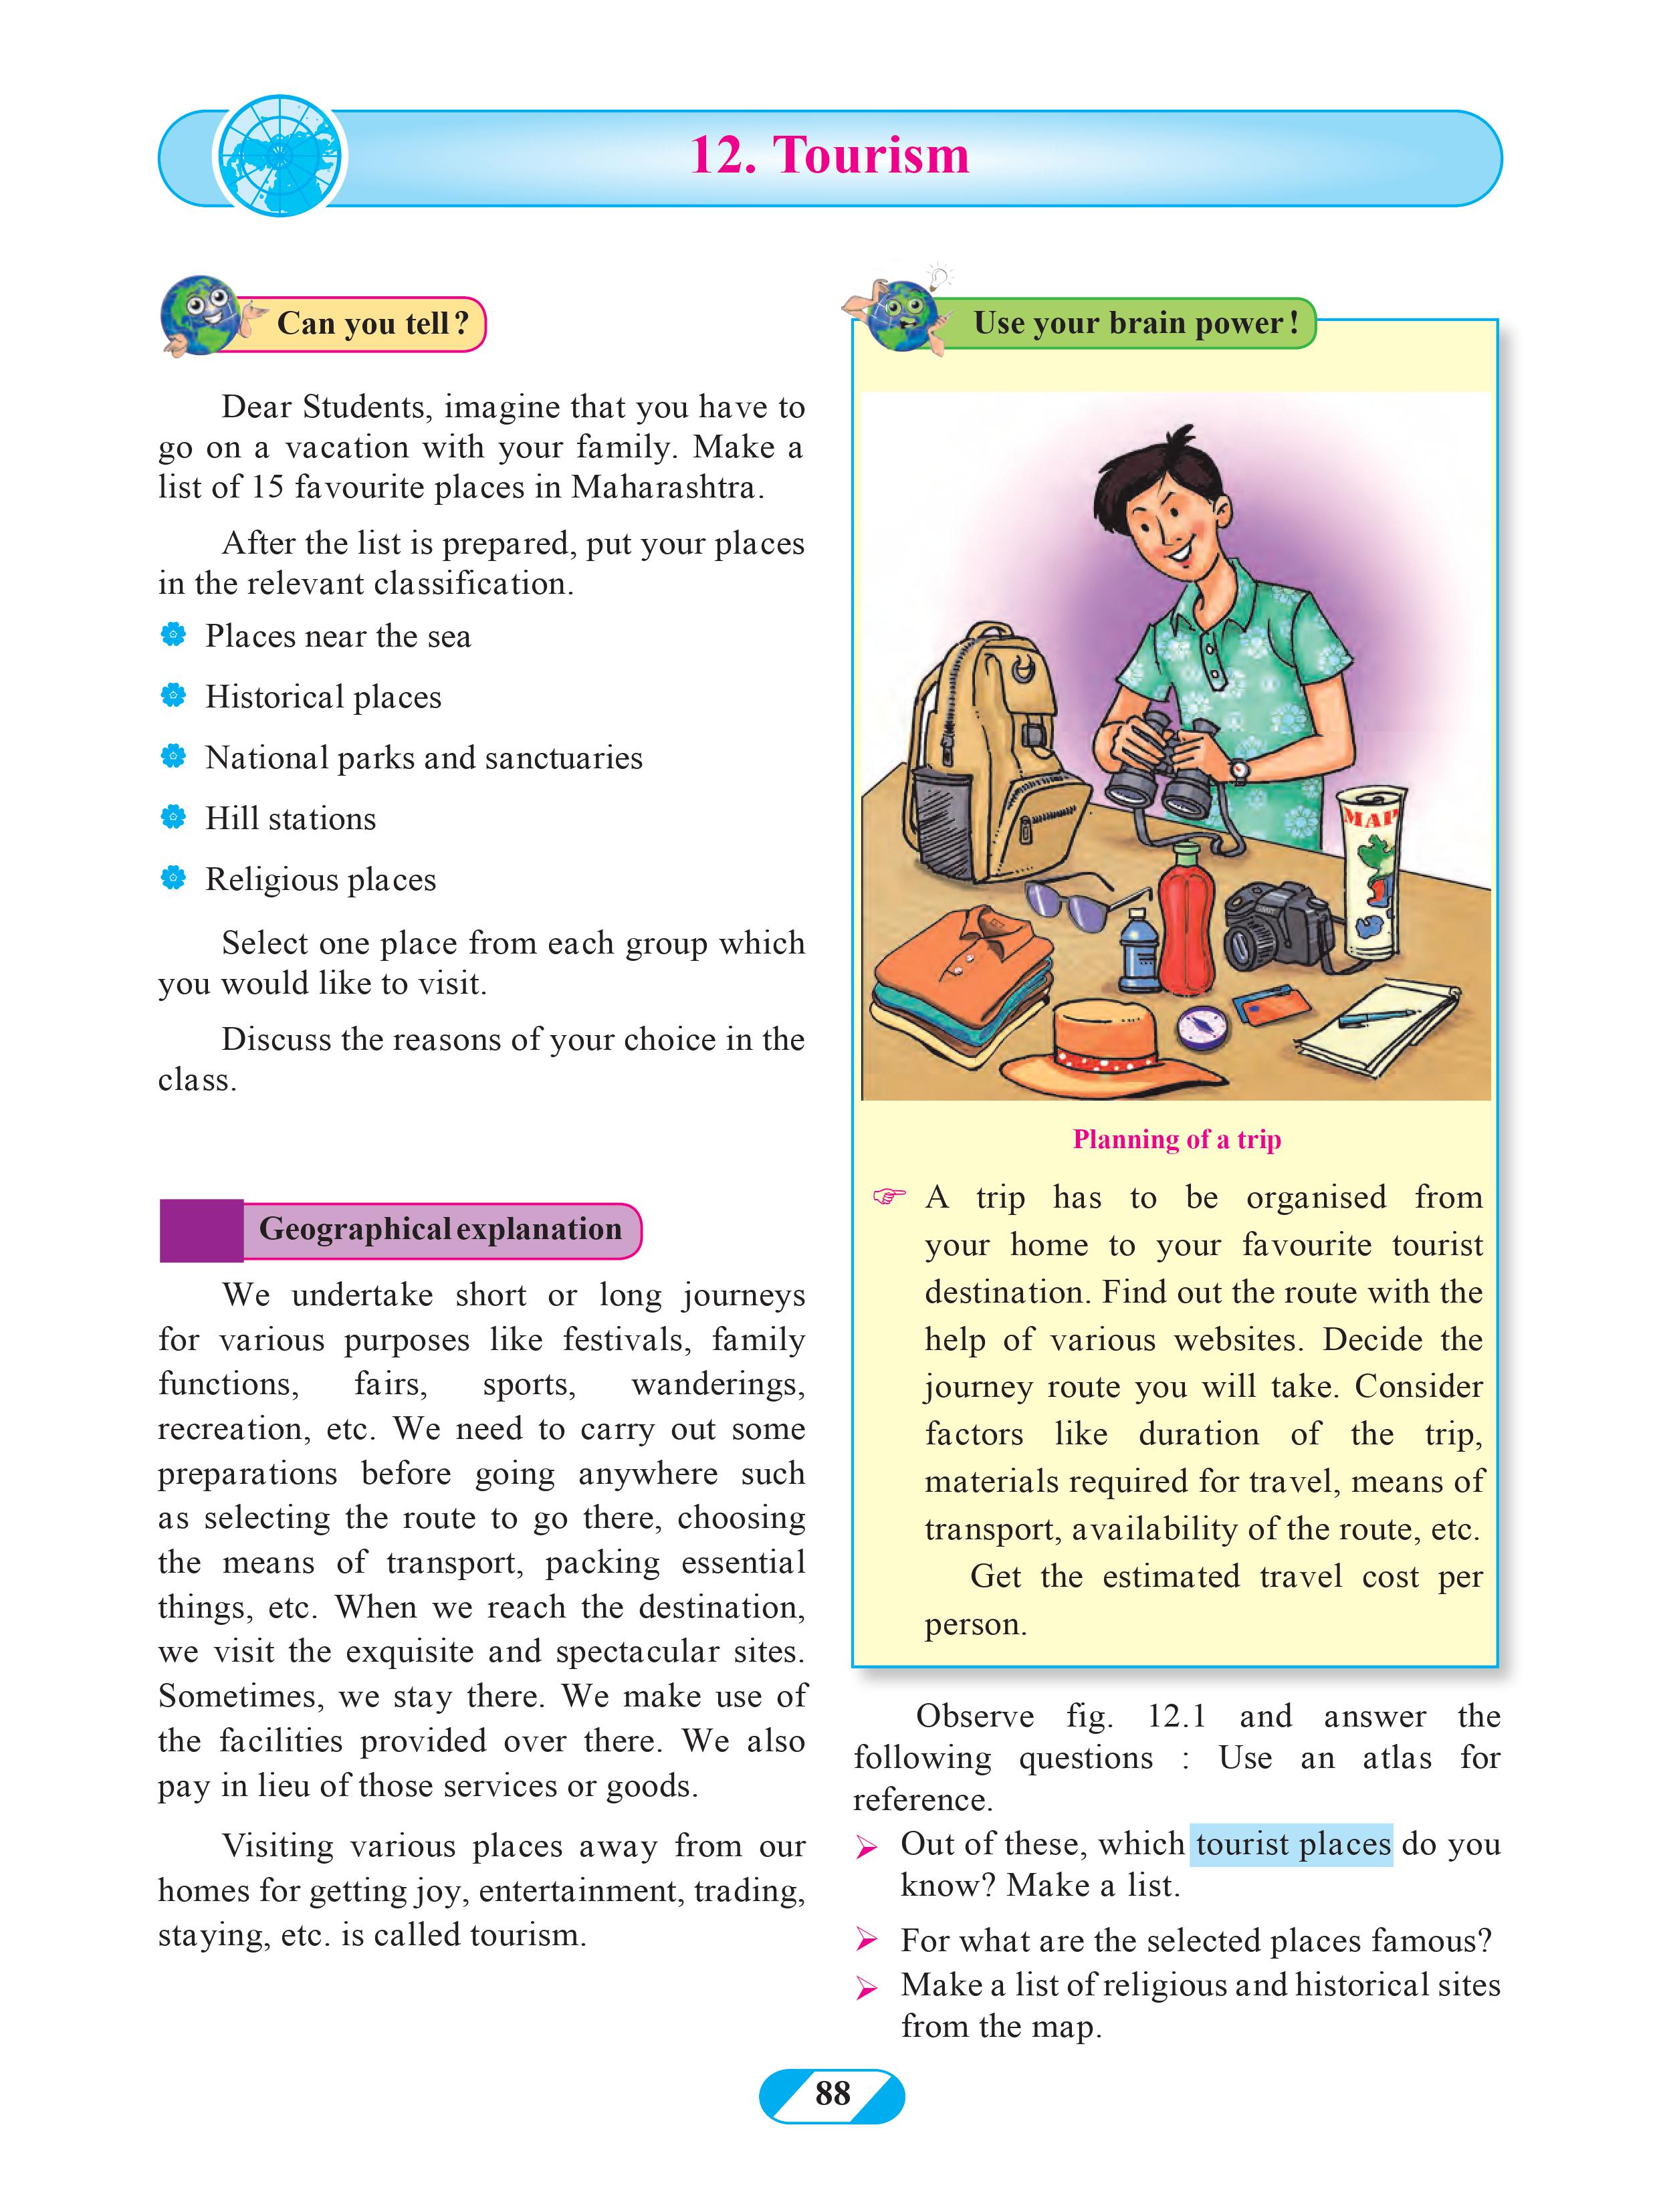 12. Tourism
Can you tell?
Dear Students, imagine that you have to
go on a vacation with your family. Make a
list of 15 favourite places in Maharashtra.
After the list is prepared, put your places
in the relevant classification.
Places near the sea
Historical places
National parks and sanctuaries
Hill stations
Religious places
Select one place from each group which
you would like to visit.
Discuss the reasons of your choice in the
class.
Geographical explanation
We undertake short or long journeys
for various purposes like festivals, family
functions, fairs, sports, wanderings,
recreation, etc. We need to carry out some
preparations before going anywhere such
as selecting the route to go there, choosing
the means of transport, packing essential
things, etc. When we reach the destination,
we visit the exquisite and spectacular sites.
Sometimes, we stay there. We make use of
the facilities provided over there. We also
pay in lieu of those services or goods.
Visiting various places away from our
homes for getting joy, entertainment, trading,
staying, etc. is called tourism.
Use your brain power!
MAP
Planning of a trip
A trip has to be organised from
your home to your favourite tourist
destination. Find out the route with the
help of various websites. Decide the
journey route you will take. Consider
factors like duration of the trip,
materials required for travel, means of
transport, availability of the route, etc.
Get the estimated travel cost per
person.
Observe fig. 12.1 and answer the
following questions : Use an atlas for
reference.
Out of these, which tourist places do you
know? Make a list.
For what are the selected places famous?
Make a list of religious and historical sites
from the map.
88